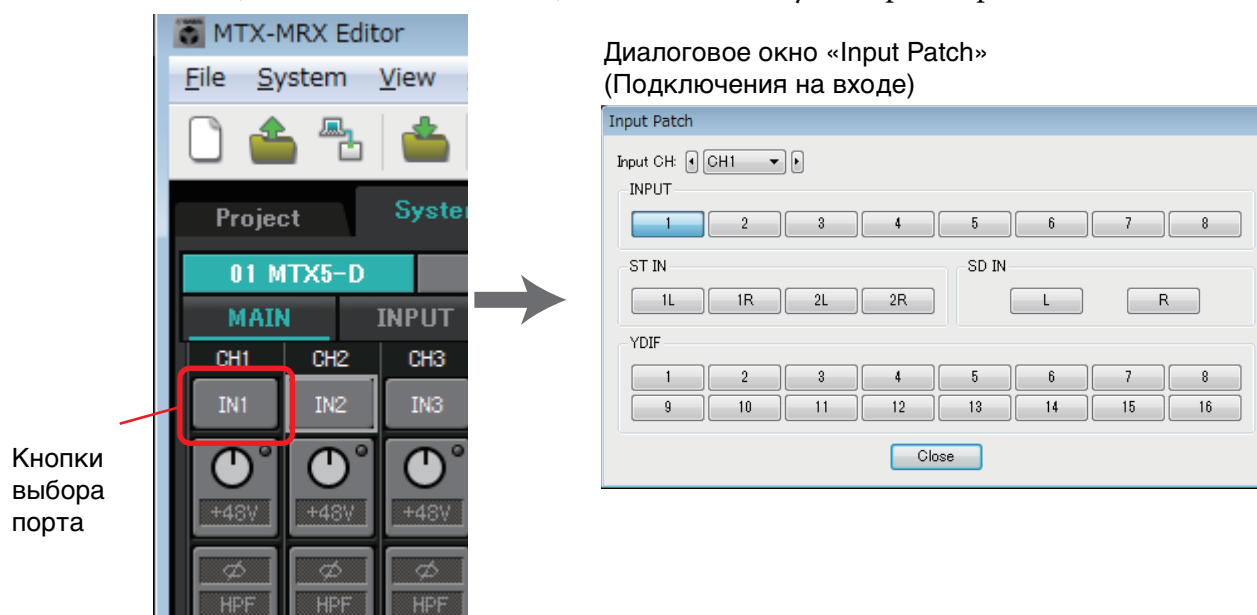 MTX-MRX Editor
File System View
Project
01 MTX5-D
MAIN INPUT
CH1 CH2 CH3
IN1 IN2 IN3
+48V +48V +48V
HPF HPF HPF
Кнопки
выбора
порта
Диалоговое окно «Input Patch»
(Подключения на входе)
Input Patch
Input CH: CH1
INPUT
1 2 3 4 5 6 7 8
ST IN SD IN
1L 1R 2L 2R L R
YDIF
1 2 3 4 5 6 7 8
9 10 11 12 13 14 15 16
Close